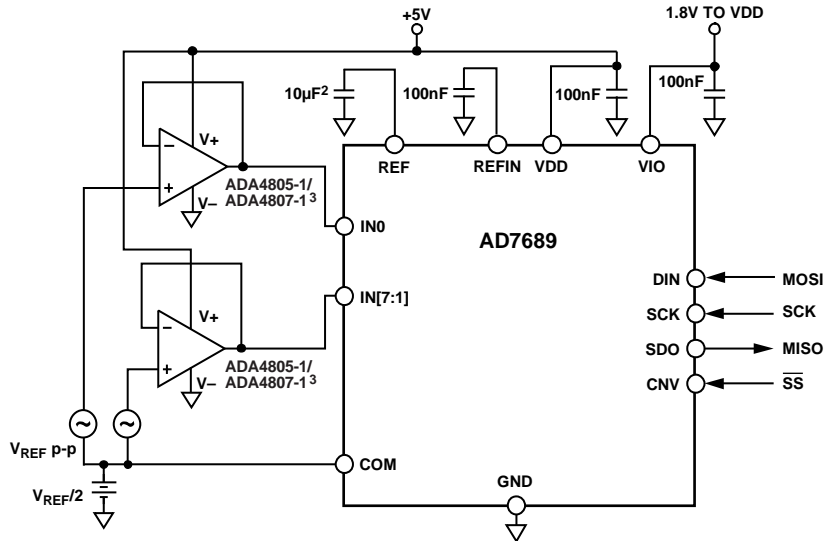 +5V
1.8V TO VDD
10µF²
100nF
100nF
100nF
V+
−
+
V–
ADA4805-1/
ADA4807-1³
REF
REFIN
VDD
VIO
IN0
AD7689
IN[7:1]
V+
−
+
V–
ADA4805-1/
ADA4807-1³
DIN
MOSI
SCK
SCK
SDO
MISO
CNV
S̅S̅
~
~
VREF p-p
COM
VREF/2
GND